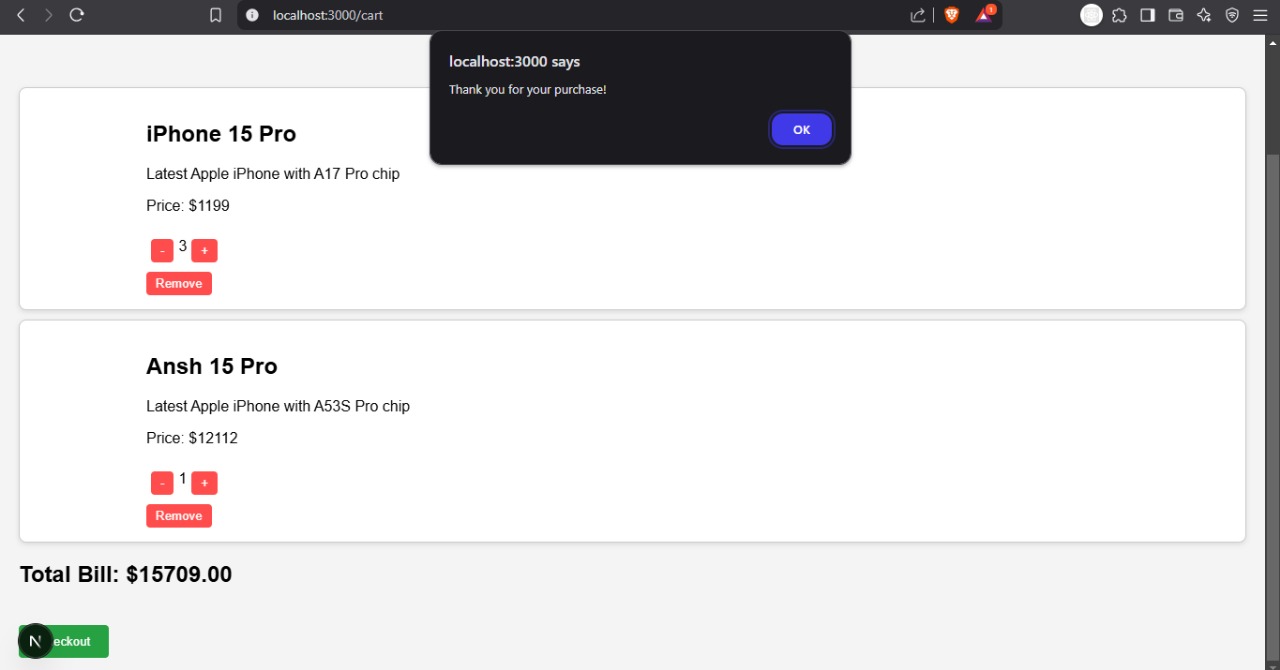 localhost:3000/cart
1
localhost:3000 says
Thank you for your purchase!
OK
iPhone 15 Pro
Latest Apple iPhone with A17 Pro chip
Price: $1199
- 3 +
Remove
Ansh 15 Pro
Latest Apple iPhone with A53S Pro chip
Price: $12112
- 1 +
Remove
Total Bill: $15709.00
N eckout